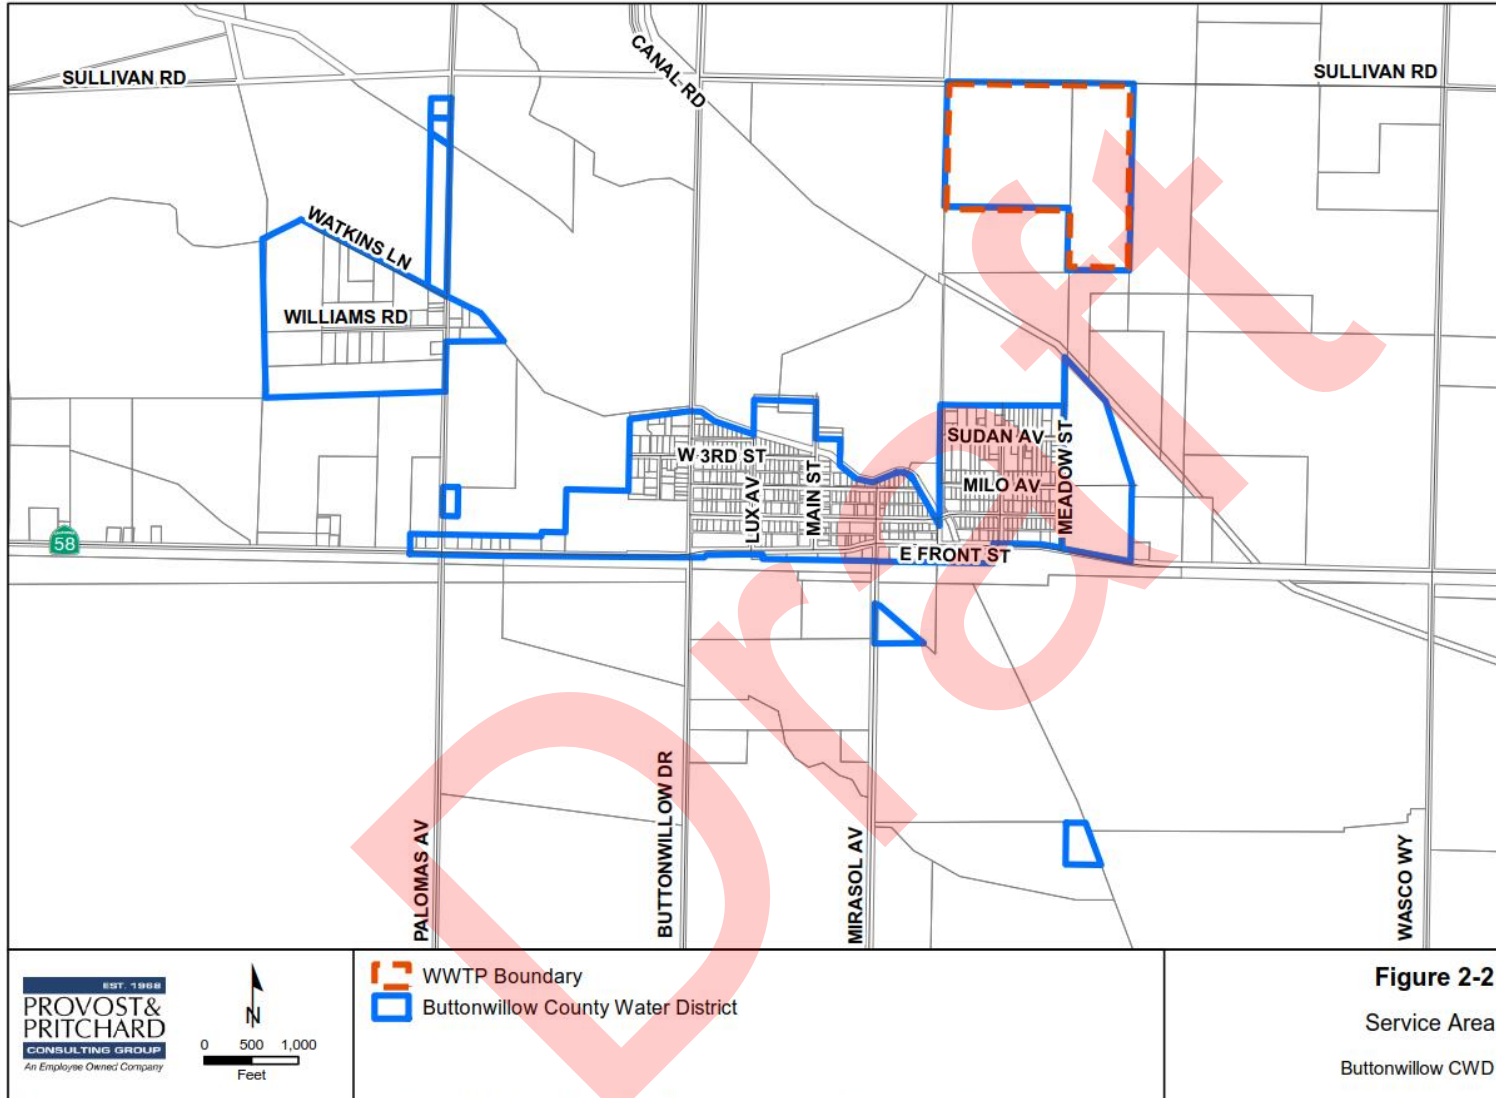 SULLIVAN RD
CANAL RD
SULLIVAN RD
WATKINS LN
WILLIAMS RD
W 3RD ST
LUX AV
MAIN ST
SUDAN AV
MILO AV
MEADOW ST
58
E FRONT ST
PALOMAS AV
BUTTONWILLOW DR
MIRASOL AV
WASCO WY
Draft
EST. 1968
PROVOST&
PRITCHARD
CONSULTING GROUP
An Employee Owned Company
N
0 500 1,000
Feet
WWTP Boundary
Buttonwillow County Water District
Figure 2-2
Service Area
Buttonwillow CWD